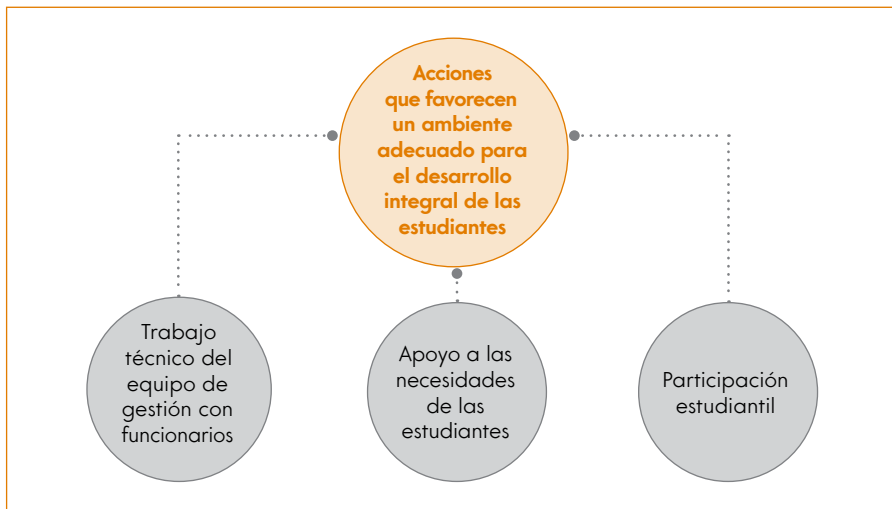 Acciones
que favorecen
un ambiente
adecuado para
el desarrollo
integral de las
estudiantes
Trabajo
técnico del
equipo de
gestión con
funcionarios
Apoyo a las
necesidades
de las
estudiantes
Participación
estudiantil